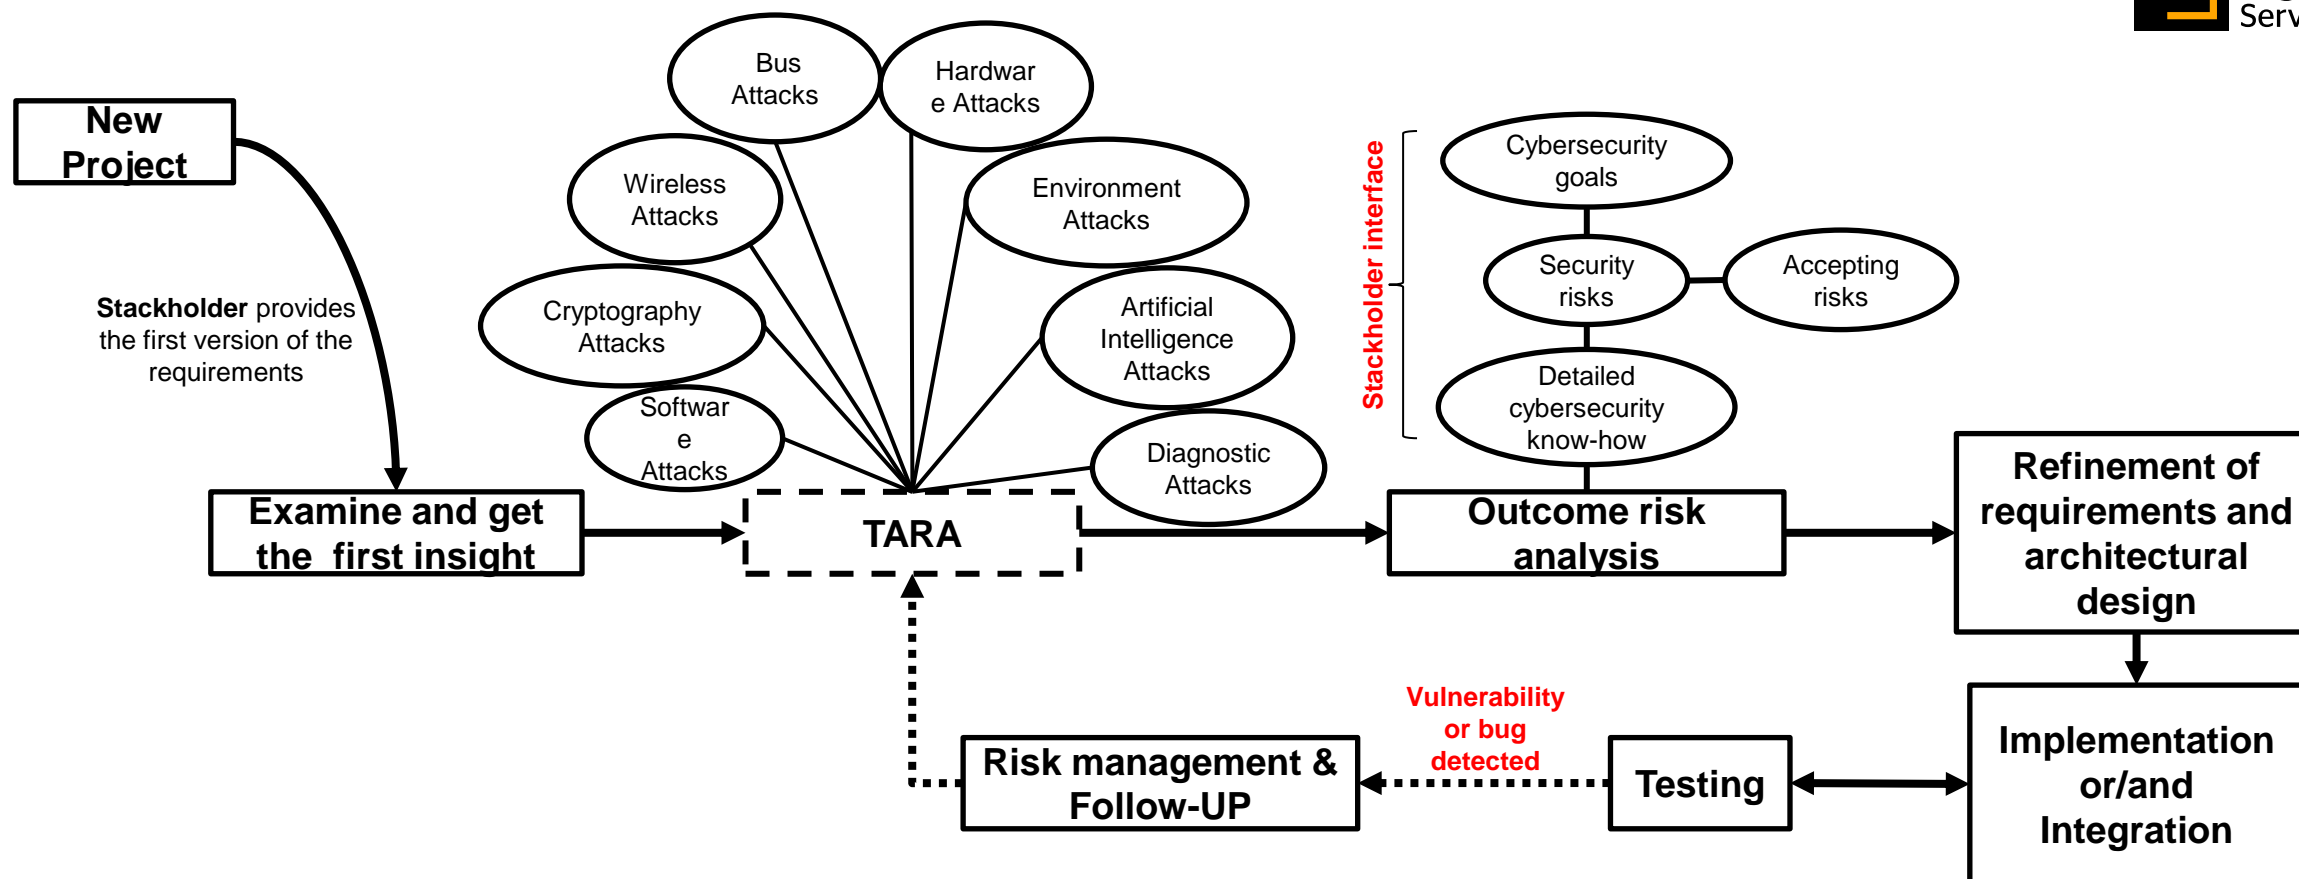 Serv
New
Project
Stackholder provides
the first version of the
requirements
Examine and get
the  first insight
Bus
Attacks
Hardwar
e Attacks
Wireless
Attacks
Environment
Attacks
Cryptography
Attacks
Artificial
Intelligence
Attacks
Softwar
e
Attacks
Diagnostic
Attacks
TARA
Stackholder interface
Cybersecurity
goals
Security
risks
Accepting
risks
Detailed
cybersecurity
know-how
Outcome risk
analysis
Refinement of
requirements and
architectural
design
Implementation
or/and
Integration
Testing
Vulnerability
or bug
detected
Risk management &
Follow-UP